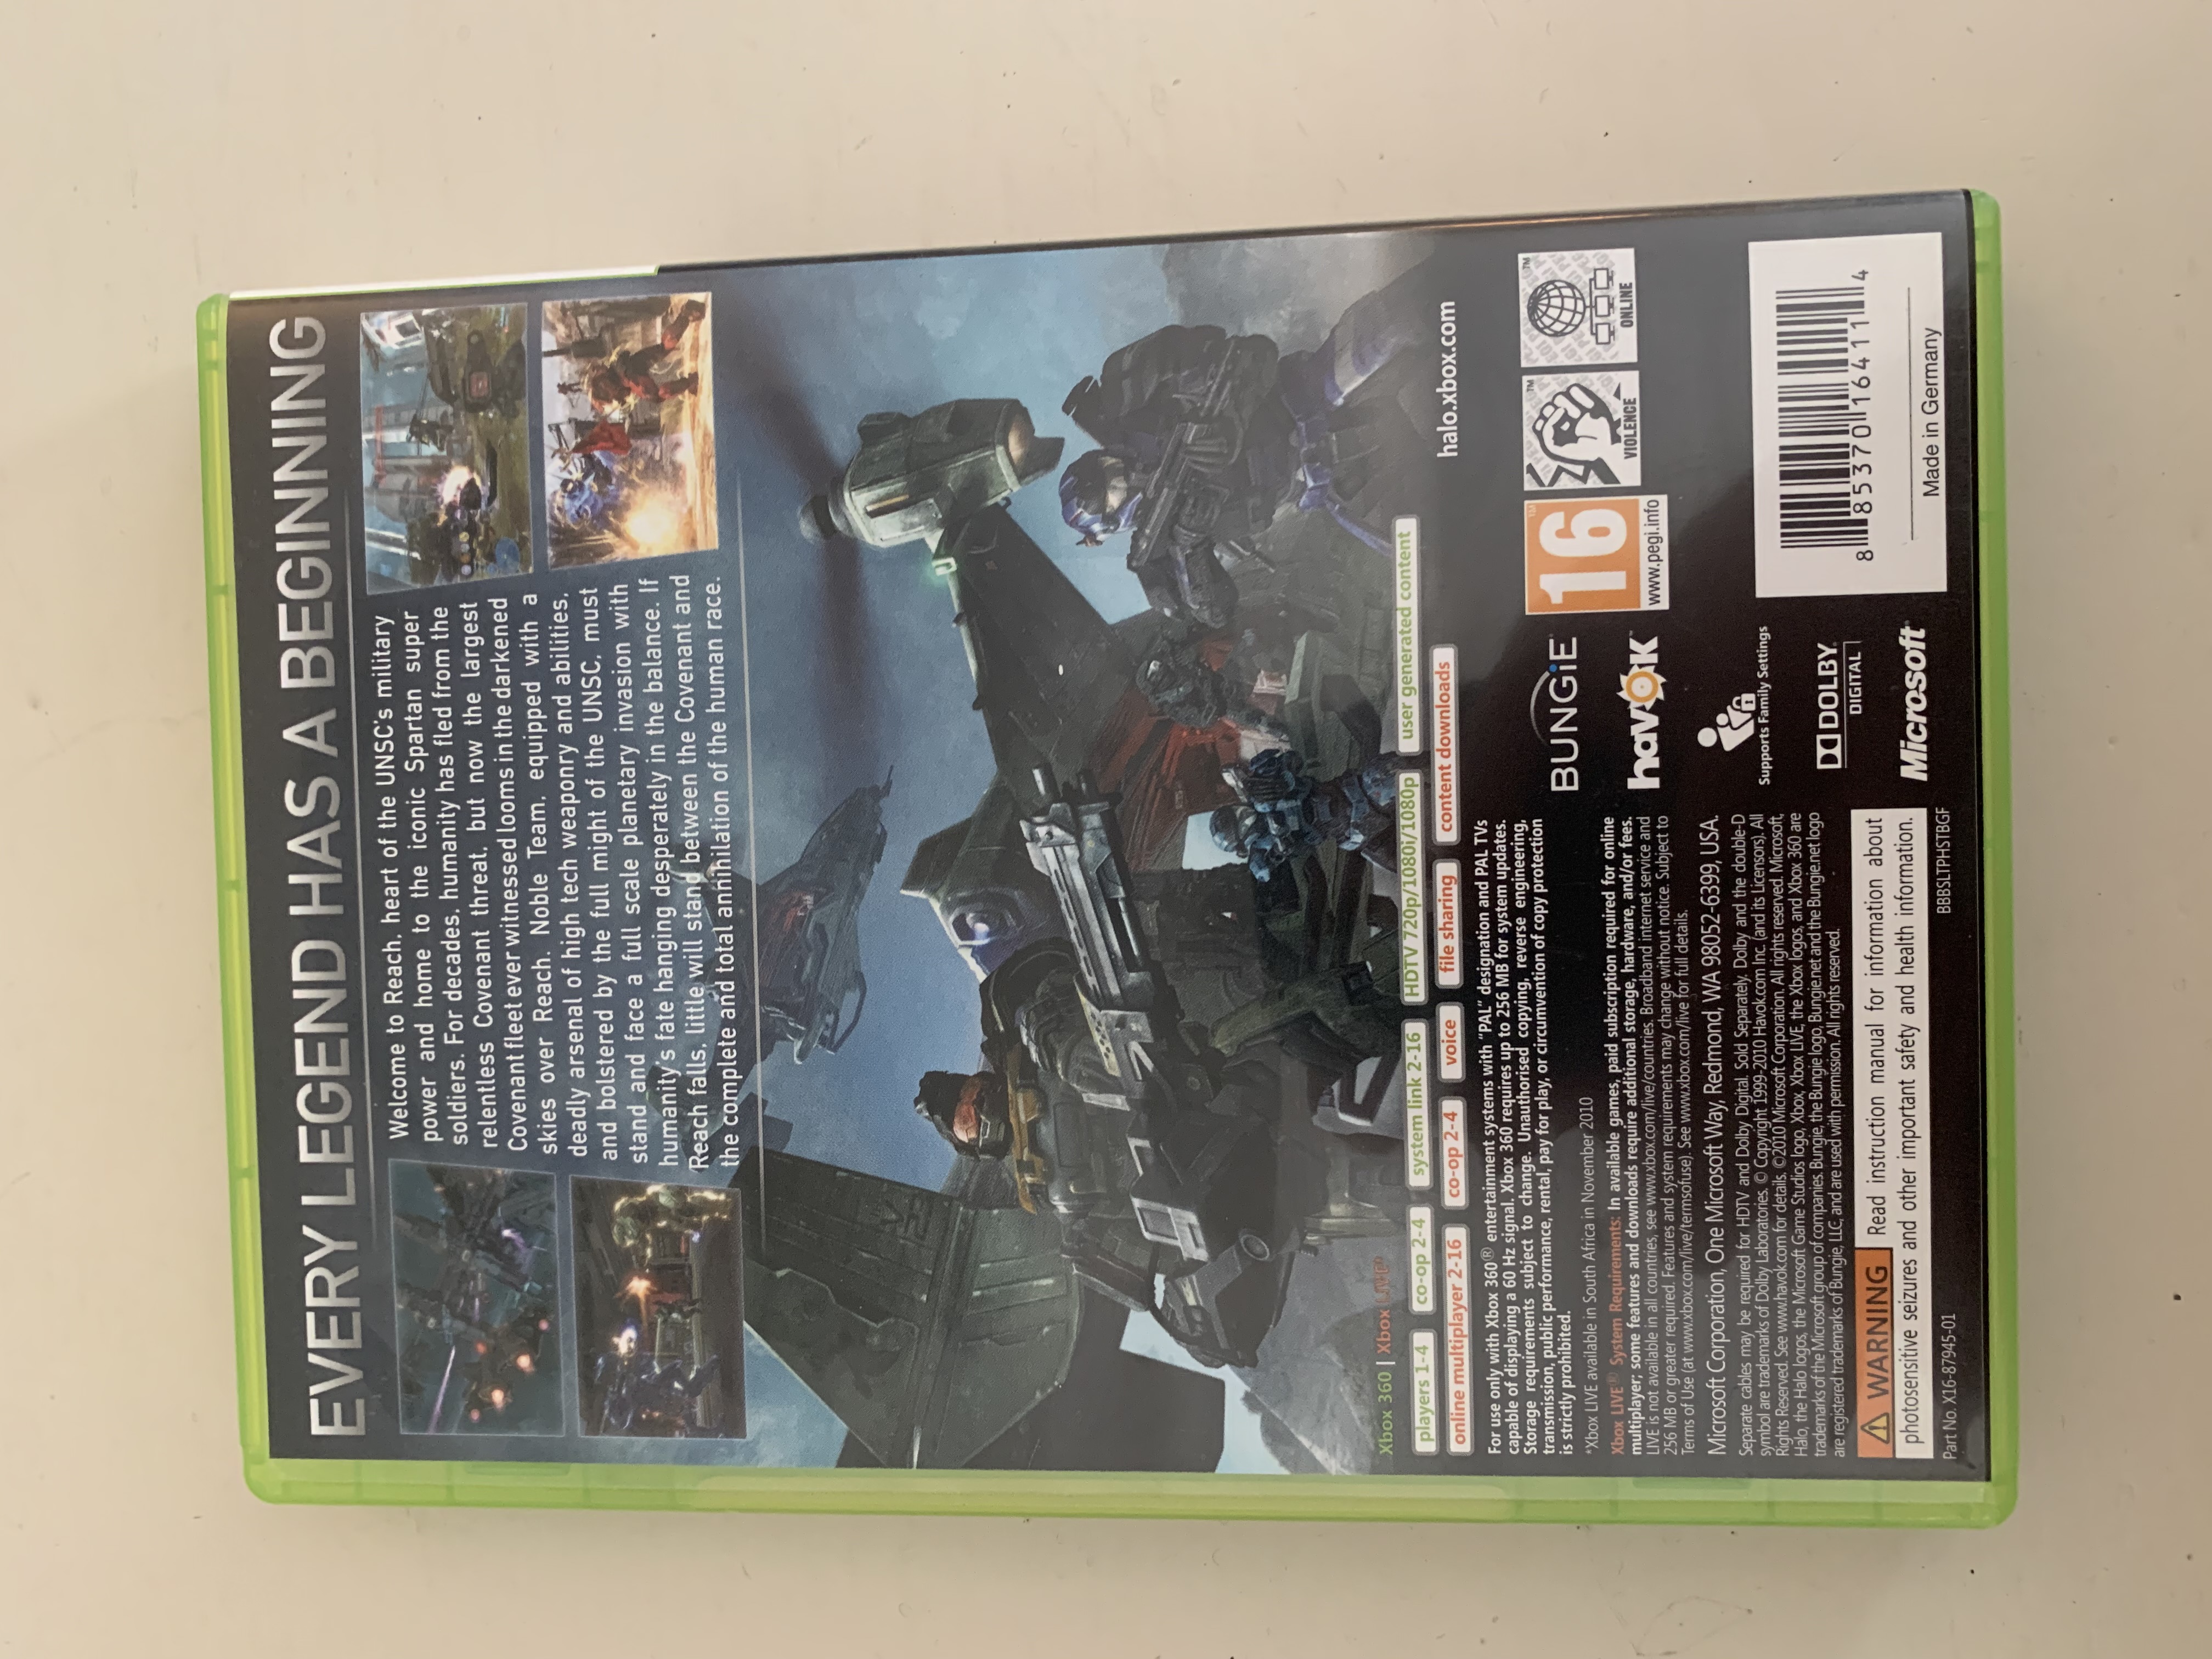 EVERY LEGEND HAS A BEGINNING
Welcome to Reach, heart of the UNSC's military
power and home to the iconic Spartan super
soldiers. For decades, humanity has fled from the
relentless Covenant threat, but now the largest
Covenant fleet ever witnessed looms in the darkened
skies over Reach. Noble Team, equipped with a
deadly arsenal of high tech weaponry and abilities,
and bolstered by the full might of the UNSC, must
stand and face a full scale planetary invasion with
humanity's fate hanging desperately in the balance. If
Reach falls, little will stand between the Covenant and
the complete and total annihilation of the human race.
Xbox 360 | Xbox LIVE*
players 1-4 co-op 2-4 system link 2-16 HDTV 720p/1080i/1080p user generated content
online multiplayer 2-16 co-op 2-4 voice file sharing content downloads
halo.xbox.com
For use only with Xbox 360® entertainment systems with “PAL” designation and PAL TVs
capable of displaying a 60 Hz signal. Xbox 360 requires up to 256 MB for system updates.
Storage requirements subject to change. Unauthorised copying, reverse engineering,
transmission, public performance, rental, pay for play, or circumvention of copy protection
is strictly prohibited.
*Xbox LIVE available in South Africa in November 2010
Xbox LIVE® System Requirements: In available games, paid subscription required for online
multiplayer; some features and downloads require additional storage, hardware, and/or fees.
LIVE is not available in all countries, see www.xbox.com/live/countries. Broadband internet service and
256 MB or greater required. Features and system requirements may change without notice. Subject to
Terms of Use (at www.xbox.com/live/termsofuse). See www.xbox.com/live for full details.
Microsoft Corporation, One Microsoft Way, Redmond, WA 98052-6399, USA.
Separate cables may be required for HDTV and Dolby Digital. Sold Separately. Dolby and the double-D
symbol are trademarks of Dolby Laboratories. © Copyright 1999-2010 Havok.com Inc. (and its Licensors). All
Rights Reserved. See www.havok.com for details. ©2010 Microsoft Corporation. All rights reserved. Microsoft,
Halo, the Halo logos, the Microsoft Game Studios logo, Xbox, Xbox LIVE, the Xbox logos, and Xbox 360 are
trademarks of the Microsoft group of companies. Bungie, the Bungie logo, Bungie.net and the Bungie.net logo
are registered trademarks of Bungie, LLC, and are used with permission. All rights reserved.
WARNING Read instruction manual for information about
photosensitive seizures and other important safety and health information.
Part No. X16-87945-01
BBBSLTPHSTBGF
BUNGiE
havOK™
Supports Family Settings
DOLBY
DIGITAL
Microsoft
16™
www.pegi.info
VIOLENCE
™
ONLINE
™
8 85370 16411 4
Made in Germany